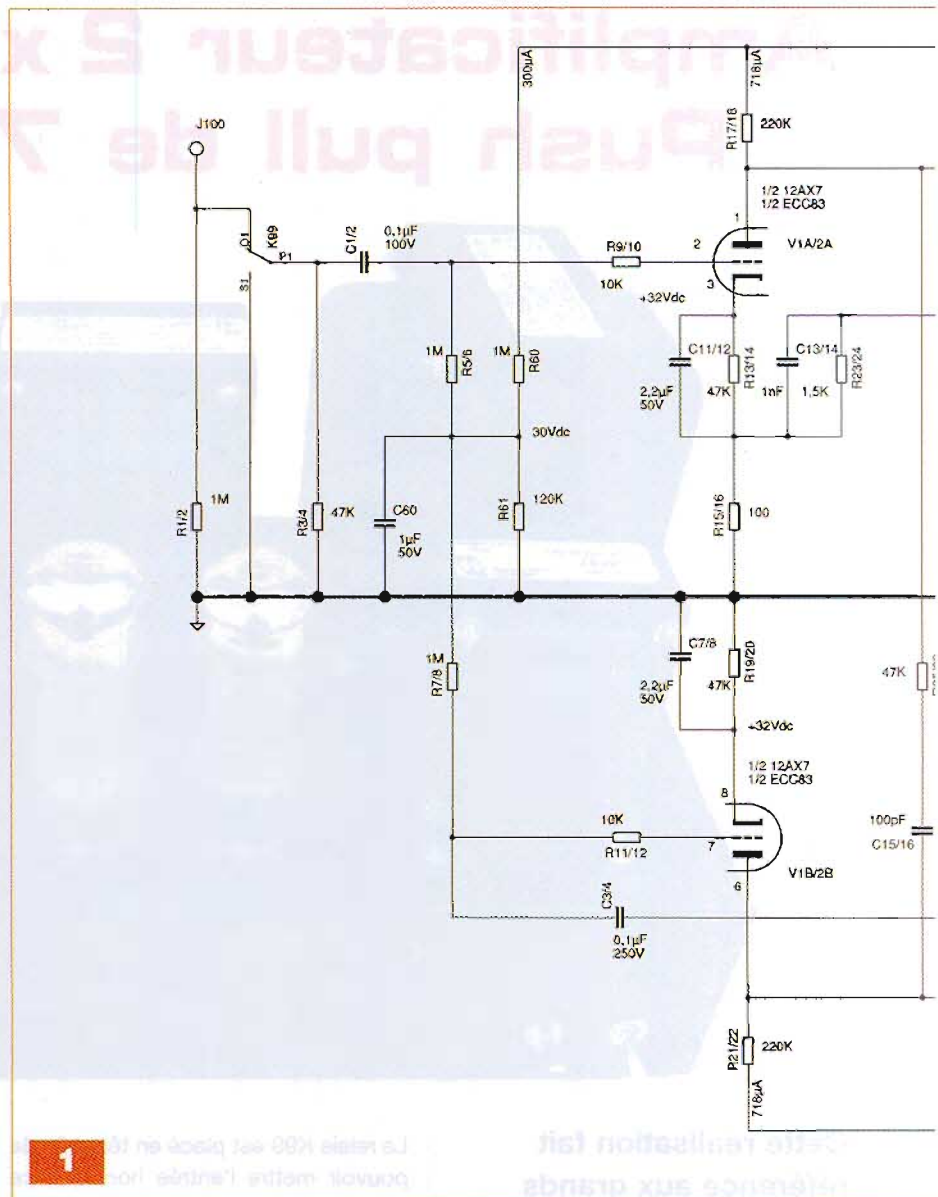 300µA
718µA
J100
R17/18
220K
1/2 12AX7
1/2 ECC83
O1
K99
P1
S1
C1/2
0,1µF
100V
R9/10
10K
1
2
3
V1A/2A
+32Vdc
1M
R5/6
1M
R60
C11/12
2,2µF
50V
R13/14
47K
C13/14
1nF
R23/24
1,5K
30Vdc
R1/2
1M
R3/4
47K
C60
1µF
50V
R61
120K
R15/16
100
1M
R7/8
C7/8
2,2µF
50V
R19/20
47K
47K
+32Vdc
1/2 12AX7
1/2 ECC83
8
10K
R11/12
7
6
V1B/2B
100pF
C15/16
C3/4
0,1µF
250V
R21/22
220K
718µA
1
Amplificateur 2 x
Push pull de 7
Cette réalisation fait
référence aux grands
Le relais K99 est placé en
pouvoir mettre l'entrée